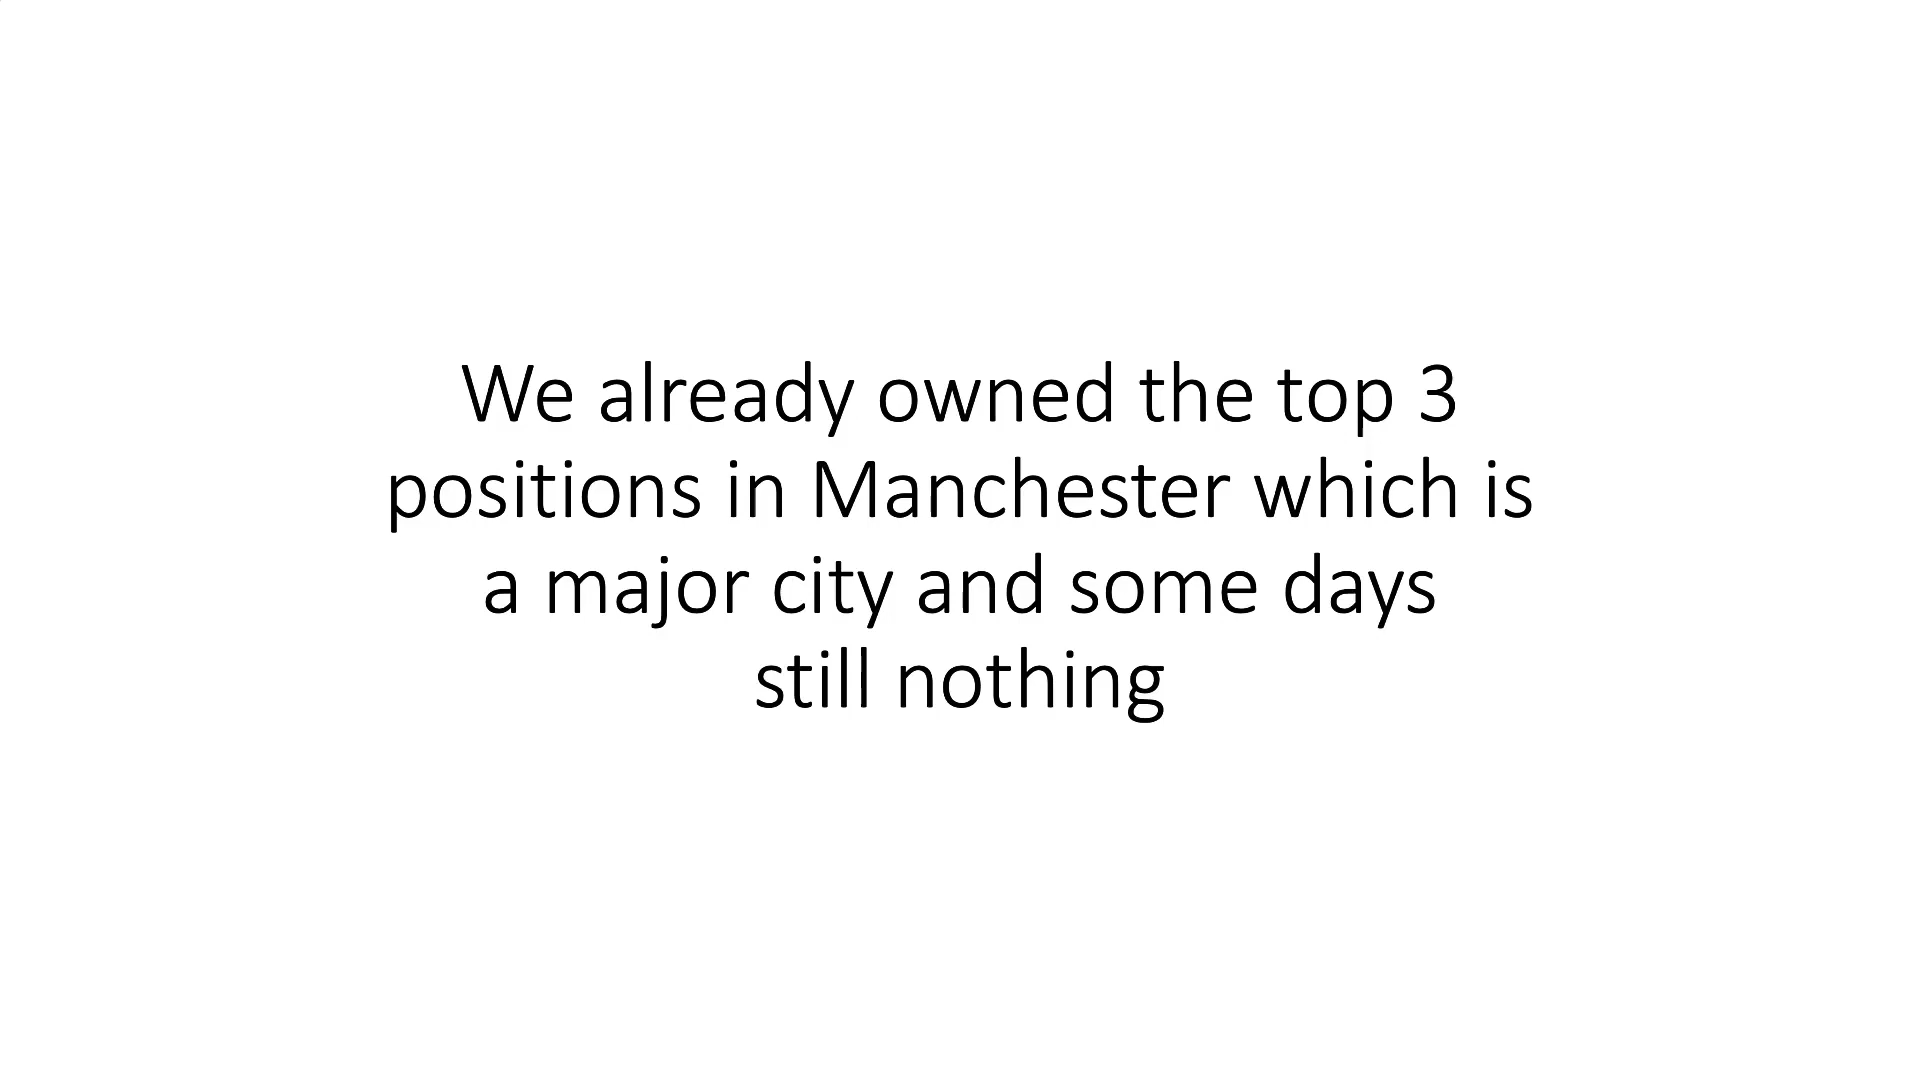 We already owned the top 3
positions in Manchester which is
a major city and some days
still nothing